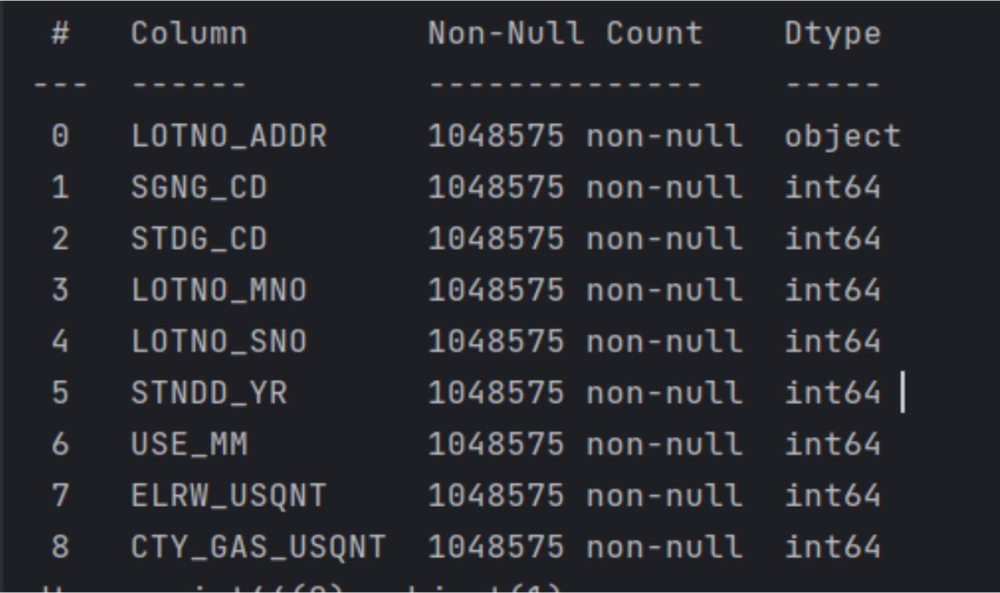 # Column Non-Null Count Dtype
--- ------ -------------- -----
0 LOTNO_ADDR 1048575 non-null object
1 SGNG_CD 1048575 non-null int64
2 STDG_CD 1048575 non-null int64
3 LOTNO_MNO 1048575 non-null int64
4 LOTNO_SNO 1048575 non-null int64
5 STNDD_YR 1048575 non-null int64
6 USE_MM 1048575 non-null int64
7 ELRW_USQNT 1048575 non-null int64
8 CTY_GAS_USQNT 1048575 non-null int64